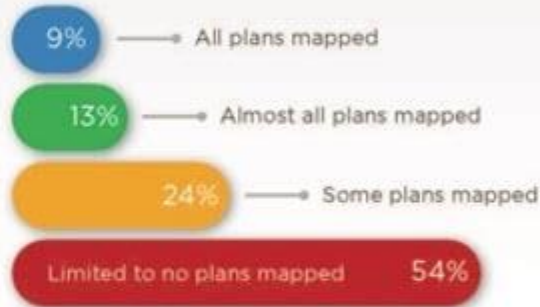 9% All plans mapped
13% Almost all plans mapped
24% Some plans mapped
Limited to no plans mapped 54%